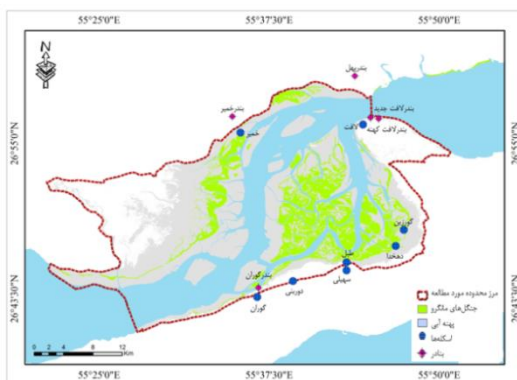 55°25'0"E 55°37'30"E 55°50'0"E
N
بندرپهل
بندرخمیر
بندرلافت جدید
خمیر
لافت
بندرلافت کهنه
26°55'0"N
26°55'0"N
گورزین
طبل
دهخدا
سهیلی
بندرگوران
دوربنی
گوران
26°43'30"N
26°43'30"N
مرز محدوده مورد مطالعه
جنگل‌های مانگرو
پهنه آبی
اسکله‌ها
بنادر
0 2 4 8 12
Km
55°25'0"E 55°37'30"E 55°50'0"E